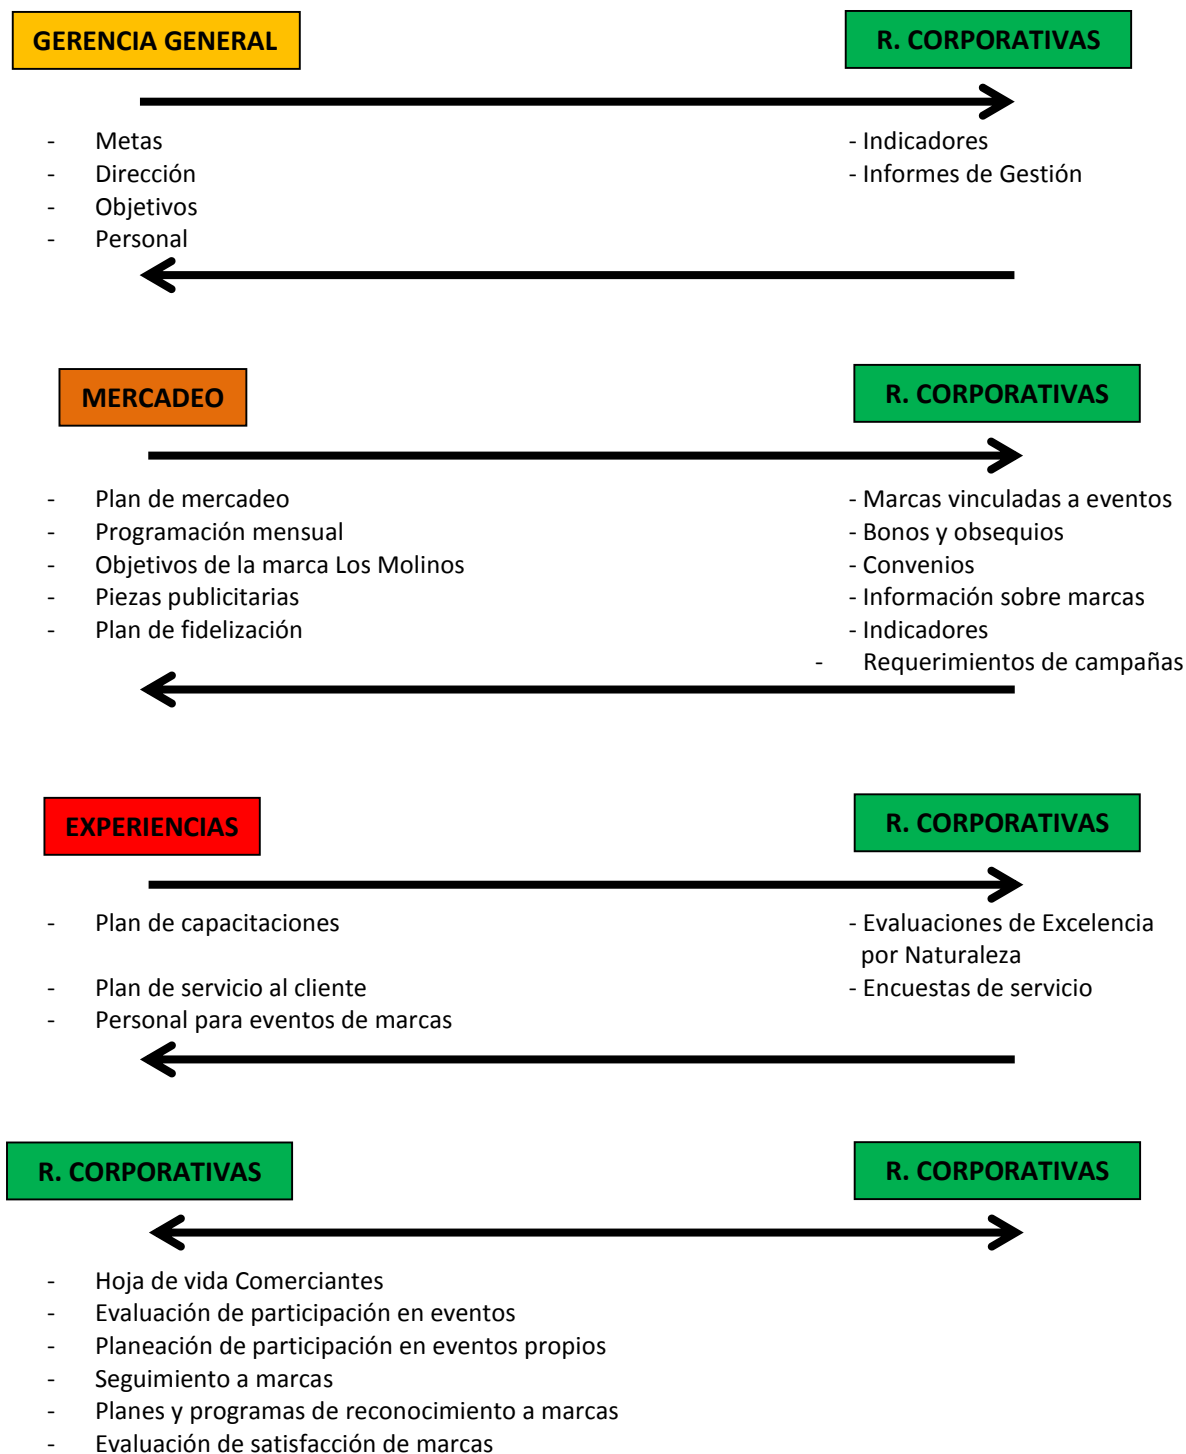 GERENCIA GENERAL
R. CORPORATIVAS
- Metas
- Dirección
- Objetivos
- Personal
- Indicadores
- Informes de Gestión
MERCADEO
R. CORPORATIVAS
- Plan de mercadeo
- Programación mensual
- Objetivos de la marca Los Molinos
- Piezas publicitarias
- Plan de fidelización
- Marcas vinculadas a eventos
- Bonos y obsequios
- Convenios
- Información sobre marcas
- Indicadores
- Requerimientos de campañas
EXPERIENCIAS
R. CORPORATIVAS
- Plan de capacitaciones
- Plan de servicio al cliente
- Personal para eventos de marcas
- Evaluaciones de Excelencia
por Naturaleza
- Encuestas de servicio
R. CORPORATIVAS
R. CORPORATIVAS
- Hoja de vida Comerciantes
- Evaluación de participación en eventos
- Planeación de participación en eventos propios
- Seguimiento a marcas
- Planes y programas de reconocimiento a marcas
- Evaluación de satisfacción de marcas